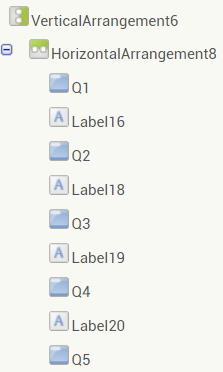 VerticalArrangement6
HorizontalArrangement8
Q1
A Label16
Q2
A Label18
Q3
A Label19
Q4
A Label20
Q5